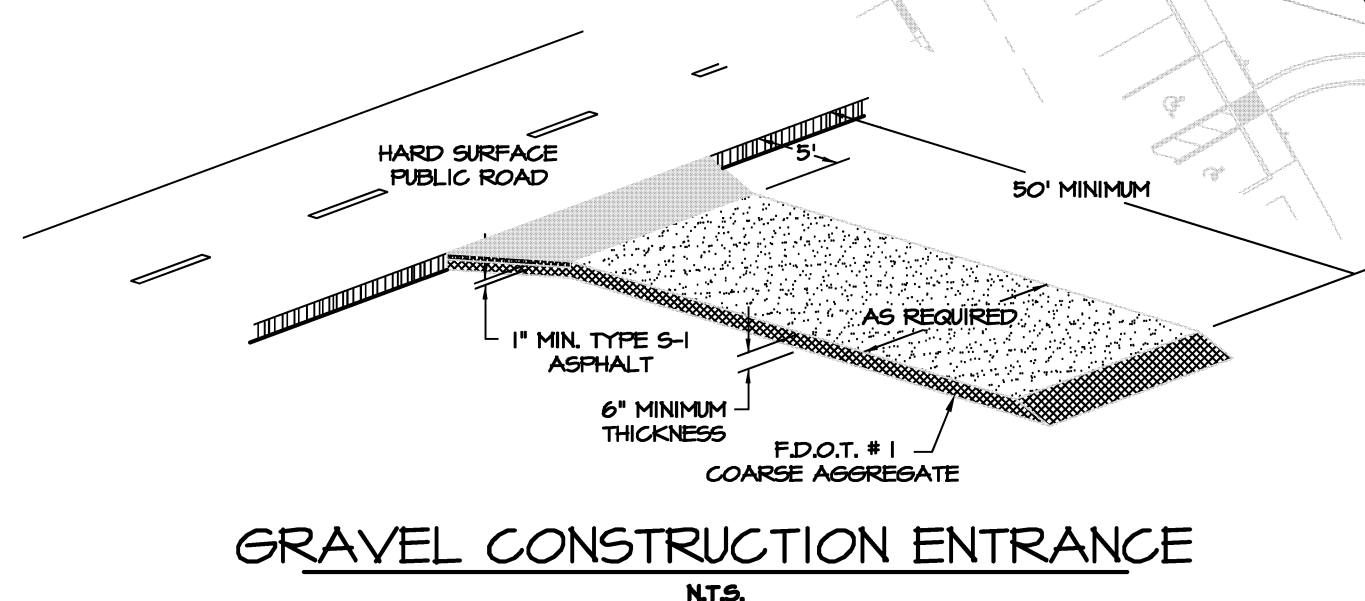 HARD SURFACE
PUBLIC ROAD
5'
50' MINIMUM
AS REQUIRED
1" MIN. TYPE S-1
ASPHALT
6" MINIMUM
THICKNESS
F.D.O.T. # 1
COARSE AGGREGATE
GRAVEL CONSTRUCTION ENTRANCE
N.T.S.